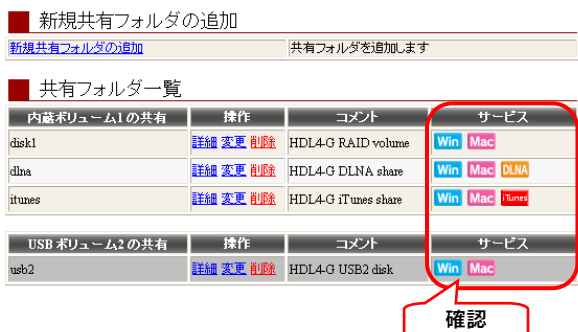 新規共有フォルダの追加
新規共有フォルダの追加 共有フォルダを追加します
共有フォルダ一覧
内蔵ボリューム1の共有 操作 コメント サービス
disk1 詳細 変更 削除 HDL4-G RAID volume Win Mac
dlna 詳細 変更 削除 HDL4-G DLNA share Win Mac DLNA
itunes 詳細 変更 削除 HDL4-G iTunes share Win Mac iTunes
USB ボリューム2の共有 操作 コメント サービス
usb2 詳細 変更 削除 HDL4-G USB2 disk Win Mac
確認